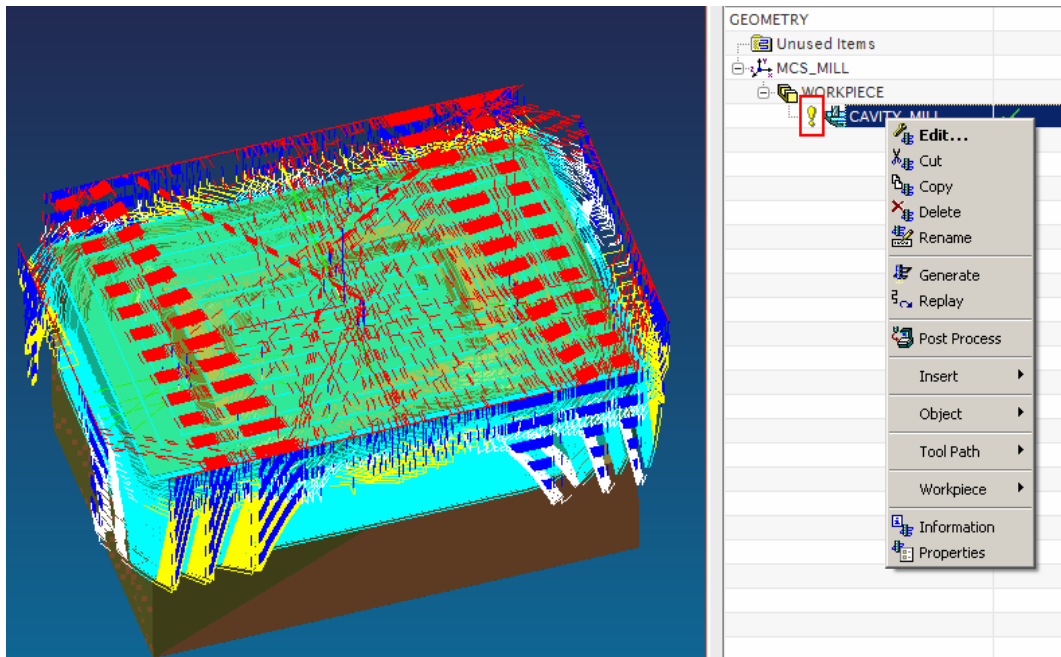 GEOMETRY
Unused Items
MCS_MILL
WORKPIECE
CAVITY_MILL
Edit...
Cut
Copy
Delete
Rename
Generate
Replay
Post Process
Insert
Object
Tool Path
Workpiece
Information
Properties